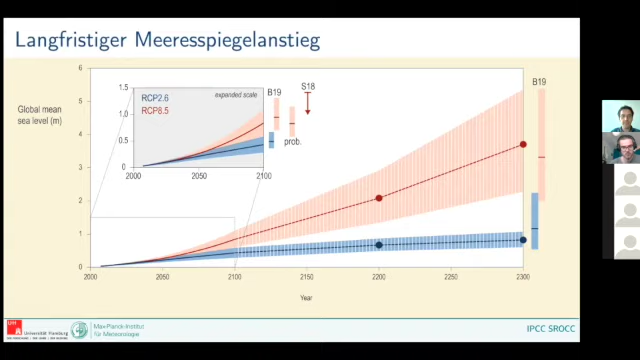 Langfristiger Meeresspiegelanstieg
6
5
4
3
2
1
0
Global mean
sea level (m)
1.5
1.0
0.5
0.0
RCP2.6
RCP8.5
expanded scale
B19
S18
prob.
2000
2050
2100
B19
2000
2050
2100
2150
2200
2250
2300
Year
Universität Hamburg
Max-Planck-Institut
für Meteorologie
IPCC SROCC